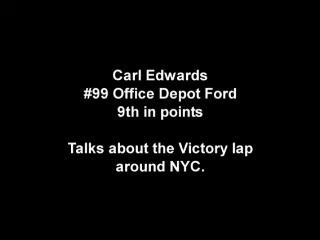 Carl Edwards
#99 Office Depot Ford
9th in points
Talks about the Victory lap
around NYC.